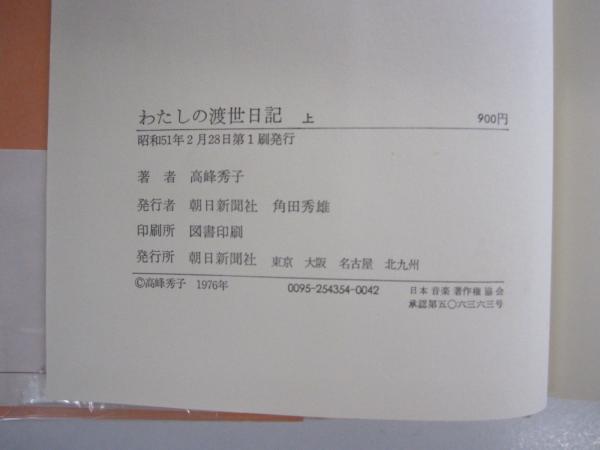 わたしの渡世日記 上 900円
昭和51年2月28日第1刷発行
著者 高峰秀子
発行者 朝日新聞社 角田秀雄
印刷所 図書印刷
発行所 朝日新聞社 東京 大阪 名古屋 北九州
©高峰秀子 1976年 0095-254354-0042 日本音楽著作権協会
承認第五〇六三六三号